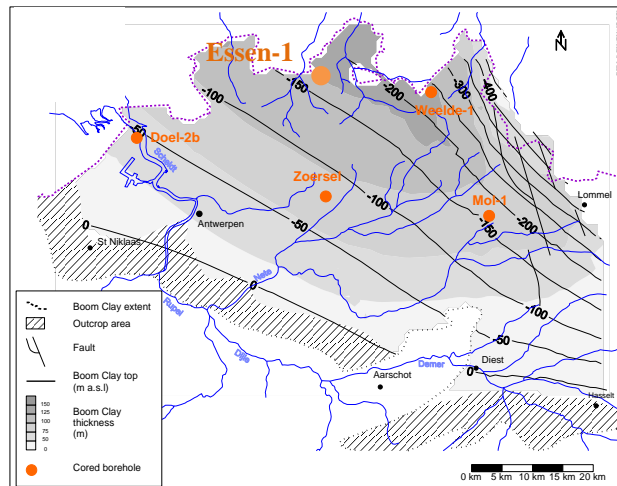 Essen-1
N
-150
-100
-200
-300
-400
Weelde-1
-50
Doel-2b
Scheldt
Zoersel
Mol-1
Lommel
-100
-150
-200
Antwerpen
-50
0
St Niklaas
Nete
0
Rupel
-100
Dijle
-50
Demer
Diest
0
Aarschot
Hasselt
Boom Clay extent
Outcrop area
Fault
Boom Clay top
(m a.s.l)
150
125
100
75
50
0
Boom Clay
thickness
(m)
Cored borehole
0 km 5 km 10 km 15 km 20 km